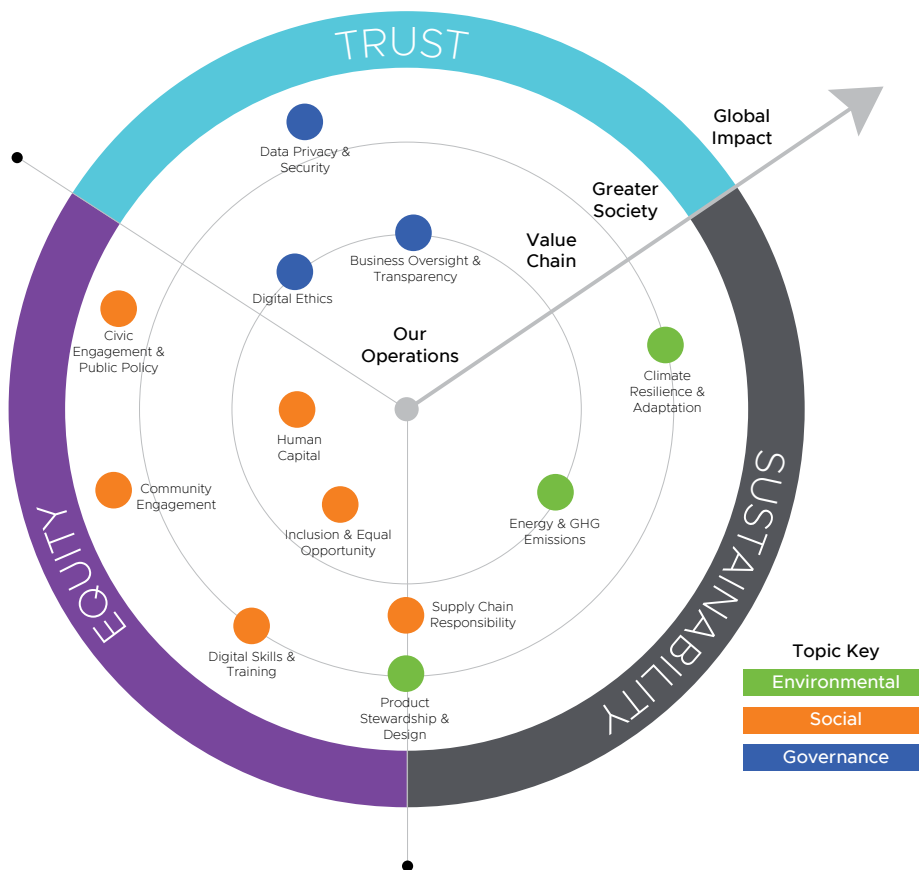 TRUST
Global
Impact
Data Privacy &
Security
Greater
Society
Value
Chain
Business Oversight &
Transparency
Digital Ethics
Our
Operations
Civic
Engagement &
Public Policy
Climate
Resilience &
Adaptation
Human
Capital
Community
Engagement
Inclusion & Equal
Opportunity
Energy & GHG
Emissions
EQUITY
SUSTAINABILITY
Supply Chain
Responsibility
Digital Skills &
Training
Product
Stewardship &
Design
Topic Key
Environmental
Social
Governance